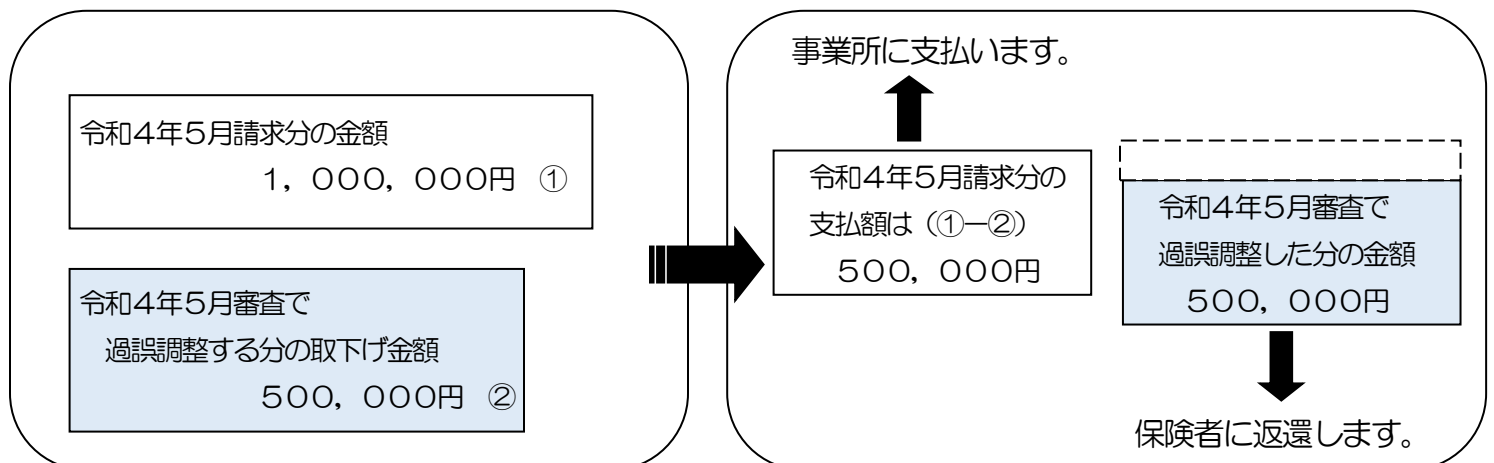 令和４年５月請求分の金額
１，０００，０００円　①
令和４年５月審査で
過誤調整する分の取下げ金額
５００，０００円　②
事業所に支払います。
令和４年５月請求分の
支払額は（①－②）
５００，０００円
令和４年５月審査で
過誤調整した分の金額
５００，０００円
保険者に返還します。